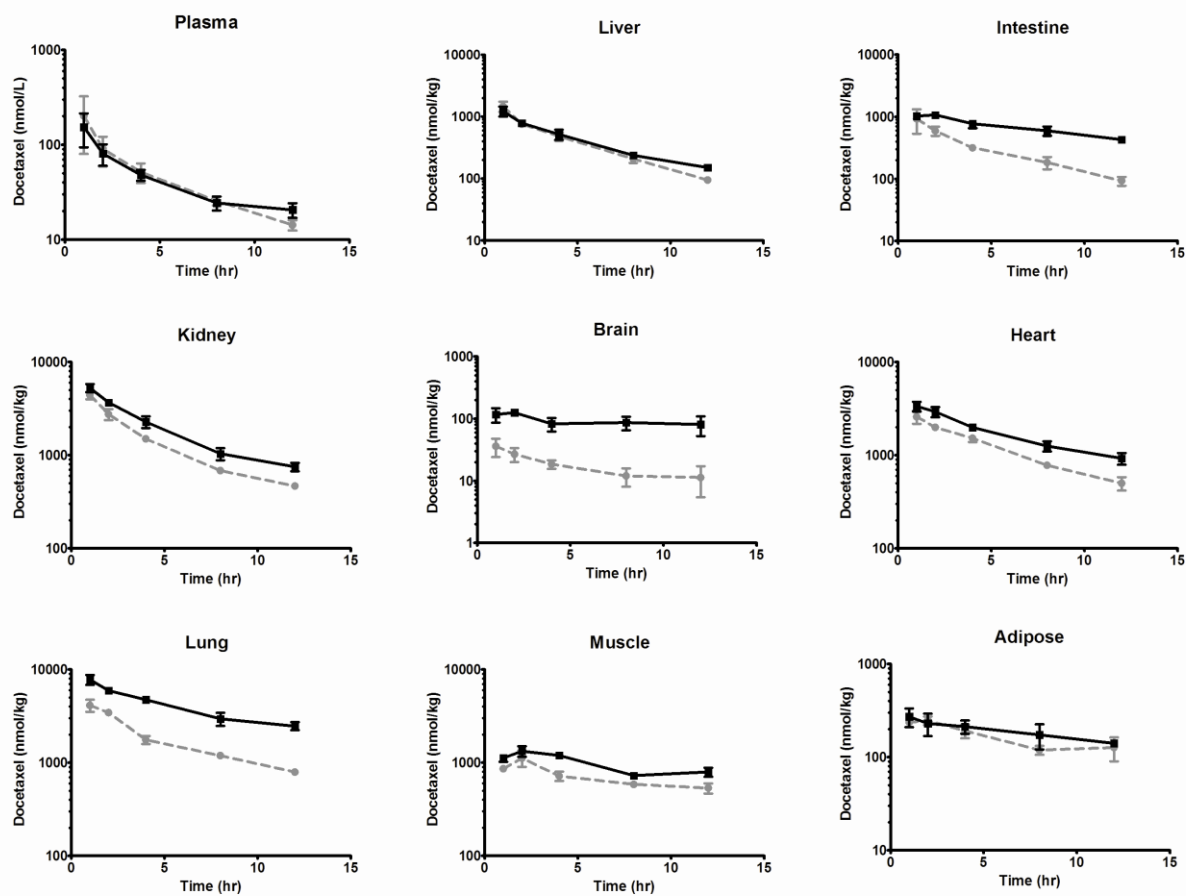 Plasma
Docetaxel (nmol/L)
1000
100
10
0 5 10 15
Time (hr)
Liver
Docetaxel (nmol/kg)
10000
1000
100
10
0 5 10 15
Time (hr)
Intestine
Docetaxel (nmol/kg)
10000
1000
100
10
0 5 10 15
Time (hr)
Kidney
Docetaxel (nmol/kg)
10000
1000
100
0 5 10 15
Time (hr)
Brain
Docetaxel (nmol/kg)
1000
100
10
1
0 5 10 15
Time (hr)
Heart
Docetaxel (nmol/kg)
10000
1000
100
0 5 10 15
Time (hr)
Lung
Docetaxel (nmol/kg)
10000
1000
100
0 5 10 15
Time (hr)
Muscle
Docetaxel (nmol/kg)
10000
1000
100
0 5 10 15
Time (hr)
Adipose
Docetaxel (nmol/kg)
1000
100
10
0 5 10 15
Time (hr)